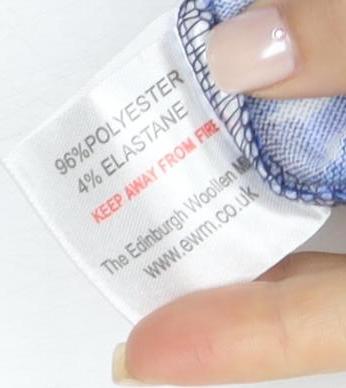 96%POLYESTER
4% ELASTANE
KEEP AWAY FROM FIRE
The Edinburgh Woollen
www.ewm.co.uk